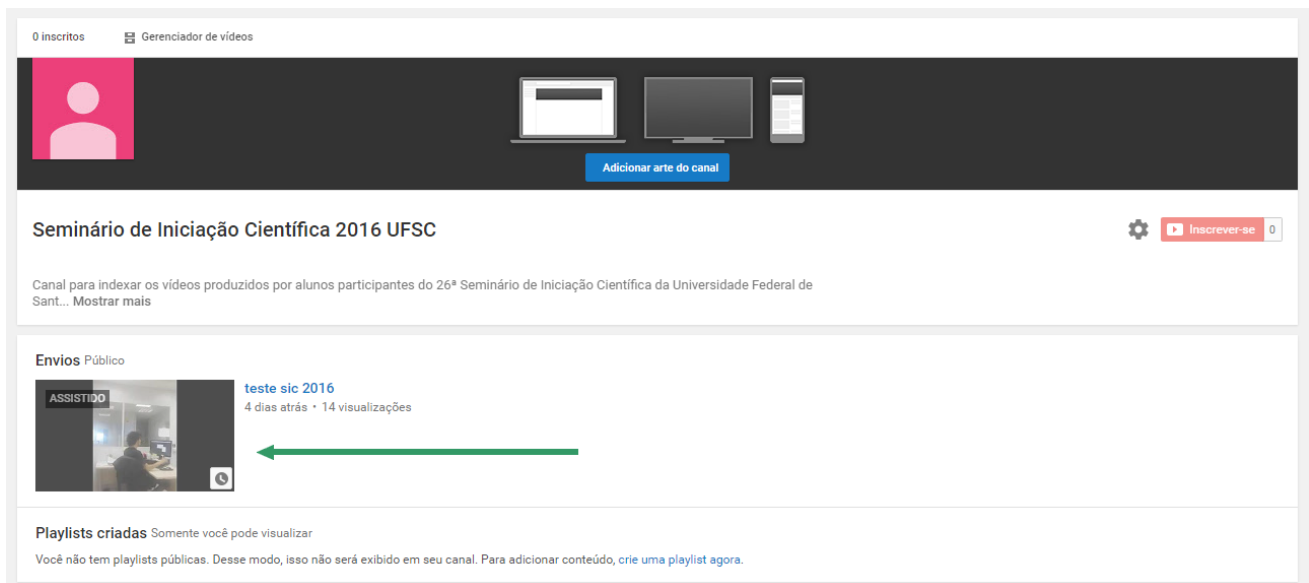 0 inscritos Gerenciador de vídeos
Adicionar arte do canal
Seminário de Iniciação Científica 2016 UFSC
Inscrever-se 0
Canal para indexar os vídeos produzidos por alunos participantes do 26ª Seminário de Iniciação Científica da Universidade Federal de
Sant... Mostrar mais
Envios Público
ASSISTIDO
teste sic 2016
4 dias atrás • 14 visualizações
Playlists criadas Somente você pode visualizar
Você não tem playlists públicas. Desse modo, isso não será exibido em seu canal. Para adicionar conteúdo, crie uma playlist agora.